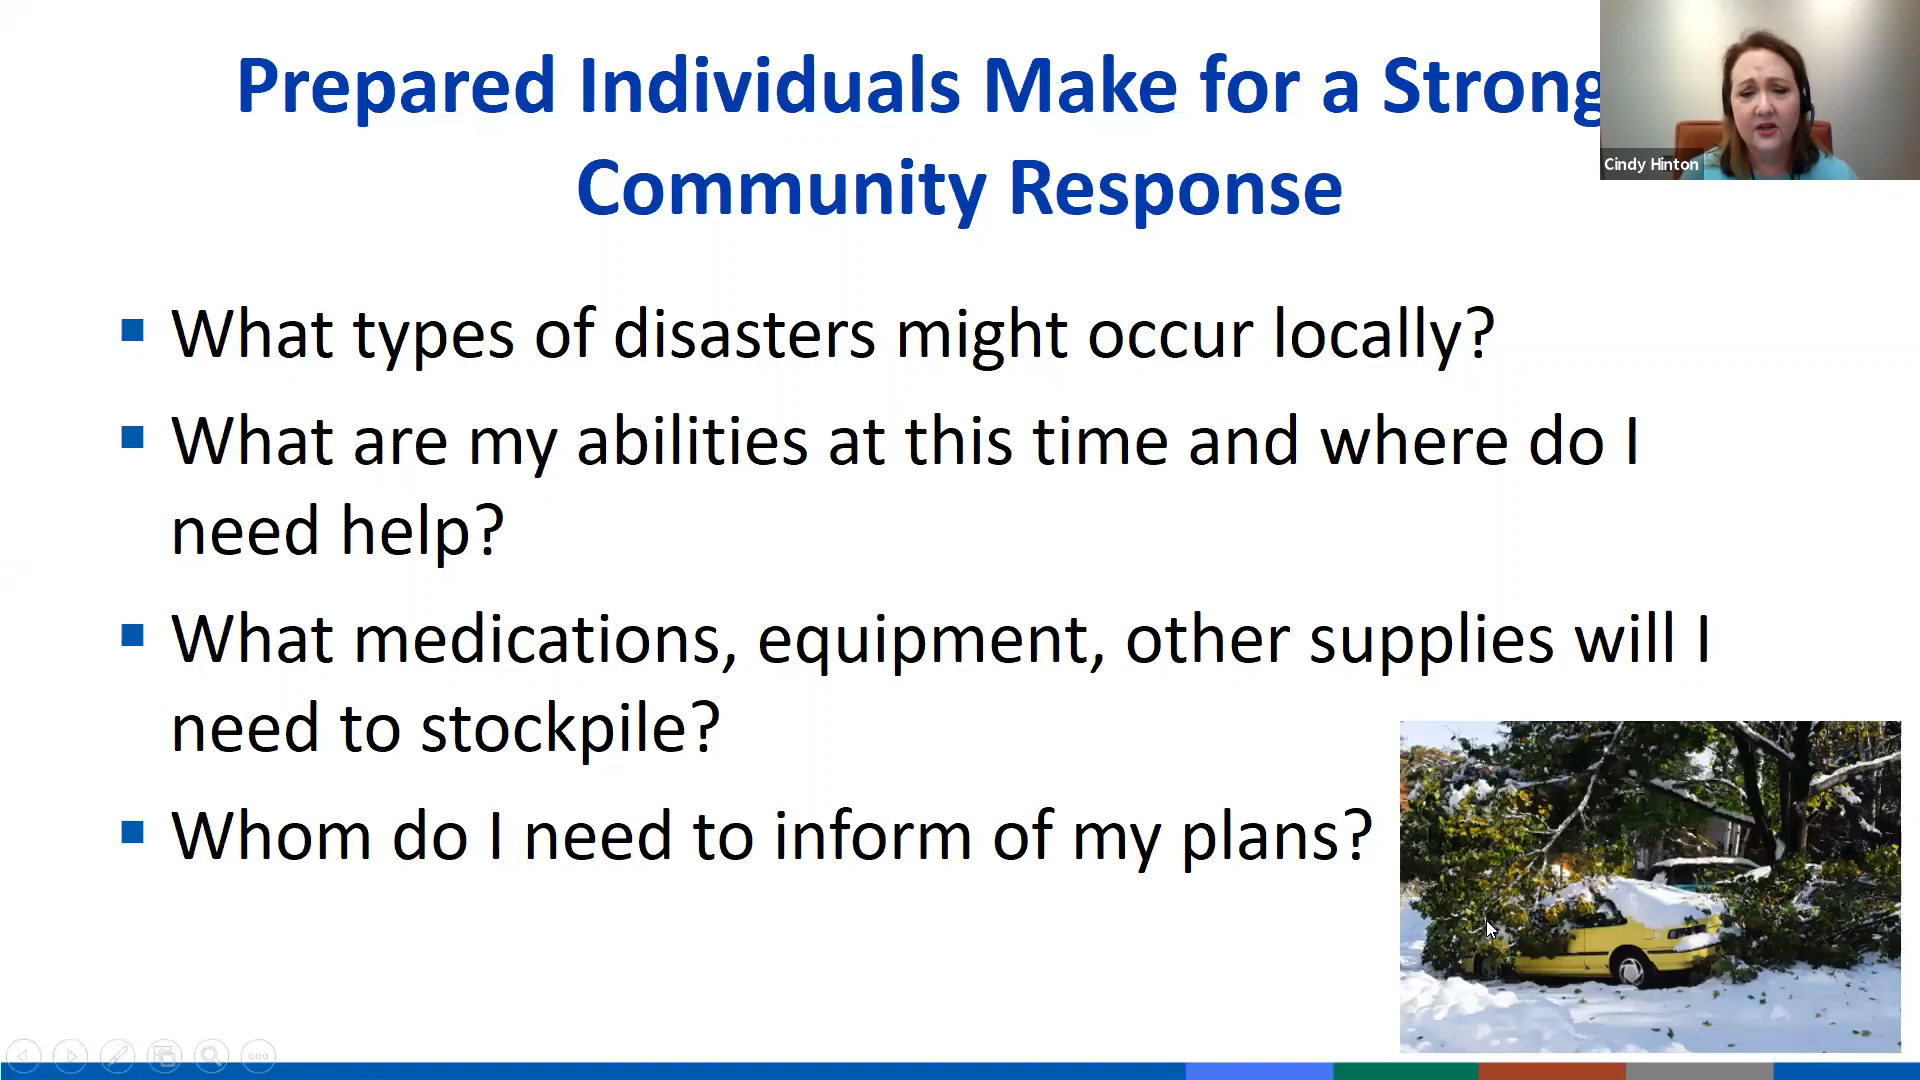 Prepared Individuals Make for a Strong
Community Response
Cindy Hinton
What types of disasters might occur locally?
What are my abilities at this time and where do I
need help?
What medications, equipment, other supplies will I
need to stockpile?
Whom do I need to inform of my plans?